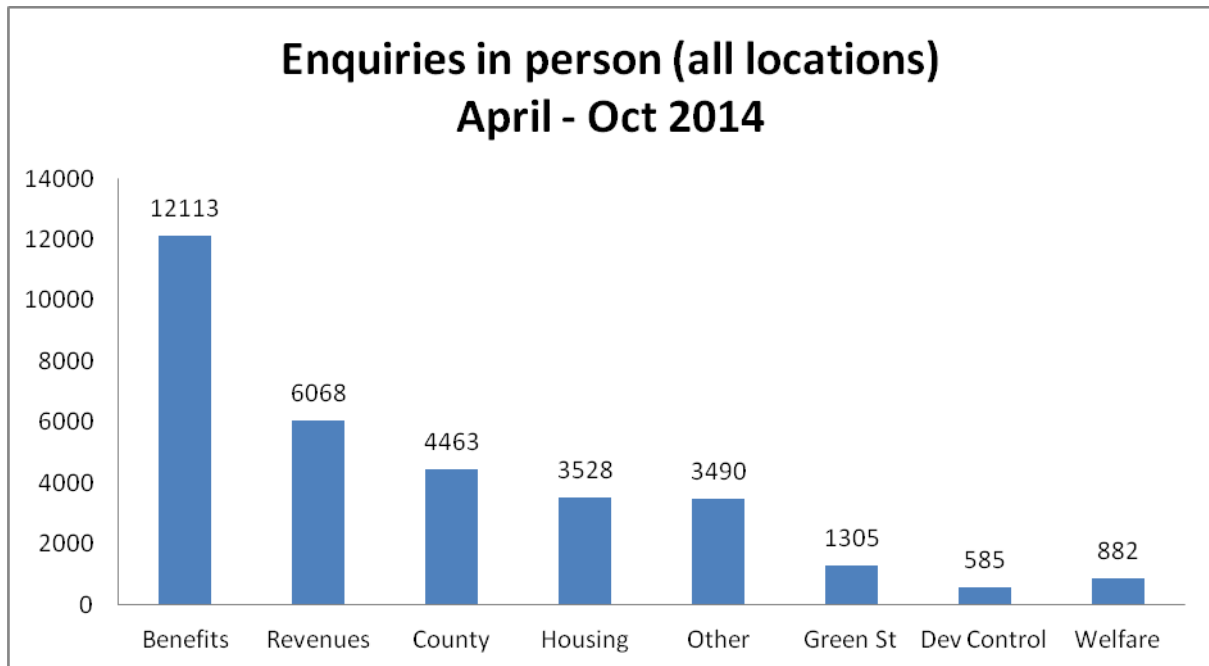 Enquiries in person (all locations)
April - Oct 2014
14000
12000
10000
8000
6000
4000
2000
0
12113
6068
4463
3528
3490
1305
585
882
Benefits
Revenues
County
Housing
Other
Green St
Dev Control
Welfare